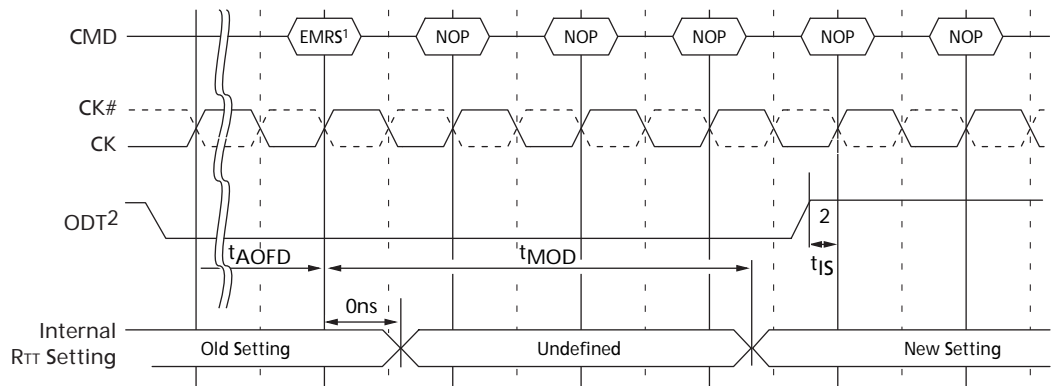 CMD EMRS¹ NOP NOP NOP NOP NOP
CK#
CK
ODT² 2
tAOFD tMOD tIS
0ns
Internal
RTT Setting Old Setting Undefined New Setting